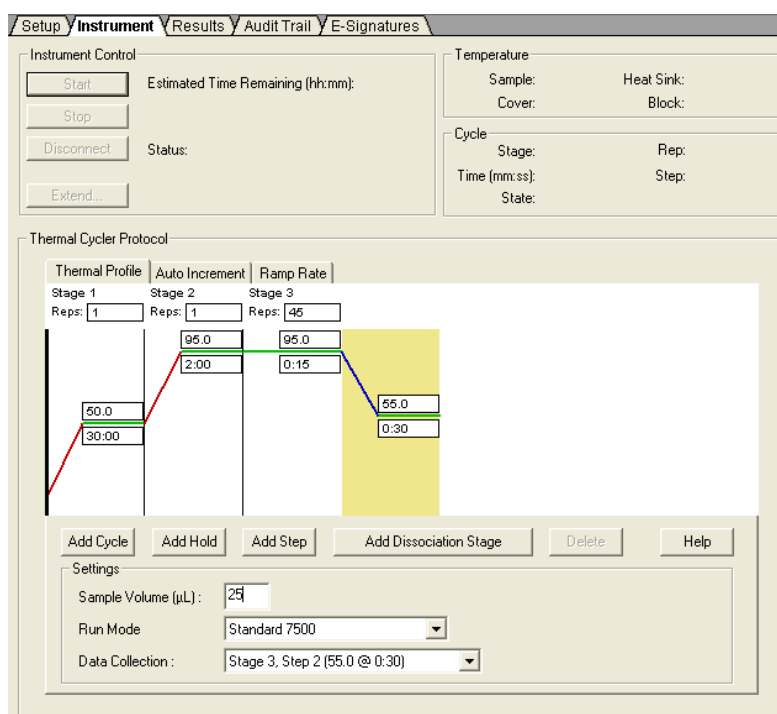 Setup Instrument Results Audit Trail E-Signatures
Instrument Control
Start Estimated Time Remaining (hh:mm):
Stop
Disconnect Status:
Extend...
Temperature
Sample: Heat Sink:
Cover: Block:
Cycle
Stage: Rep:
Time (mm:ss): Step:
State:
Thermal Cycler Protocol
Thermal Profile Auto Increment Ramp Rate
Stage 1 Stage 2 Stage 3
Reps: 1 Reps: 1 Reps: 45
95.0 95.0
2:00 0:15
50.0 55.0
30:00 0:30
Add Cycle Add Hold Add Step Add Dissociation Stage Delete Help
Settings
Sample Volume (µL) : 25
Run Mode Standard 7500
Data Collection : Stage 3, Step 2 (55.0 @ 0:30)